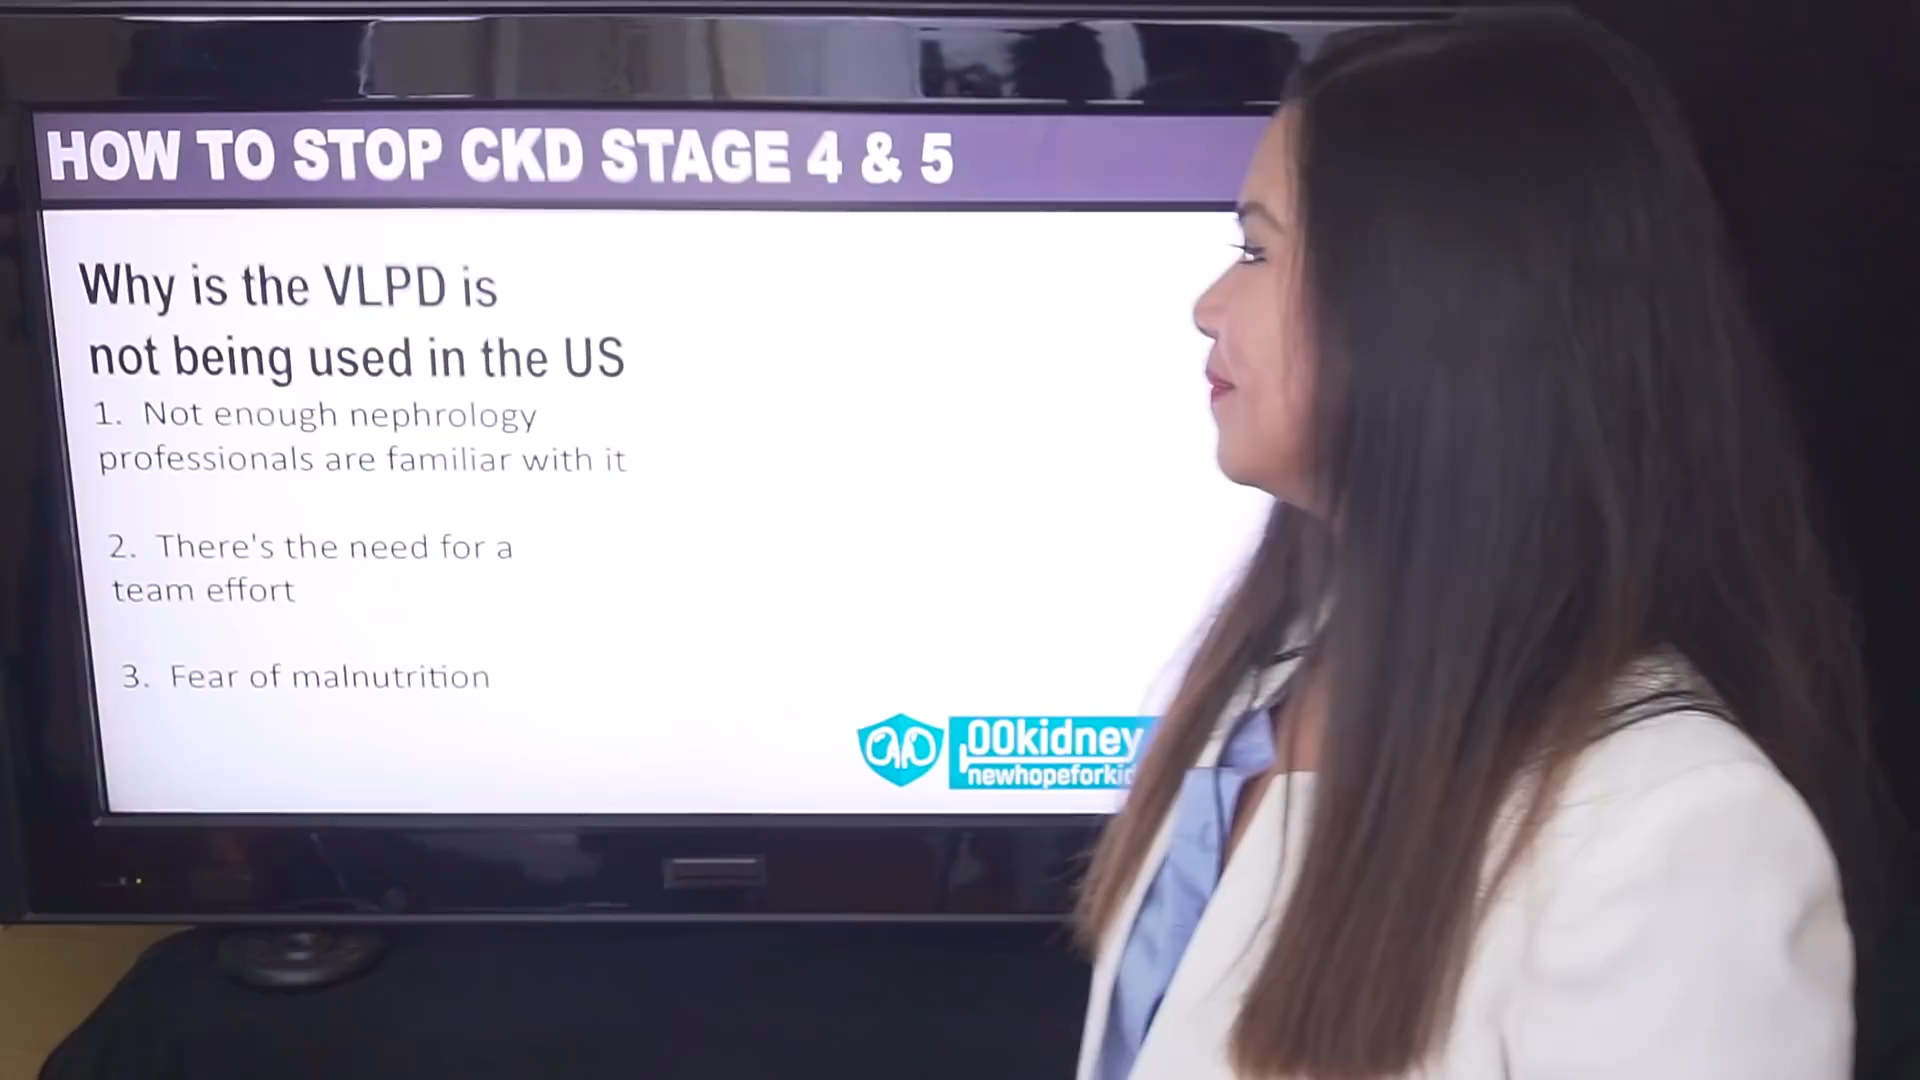 HOW TO STOP CKD STAGE 4 & 5
Why is the VLPD is
not being used in the US
1. Not enough nephrology
professionals are familiar with it
2. There's the need for a
team effort
3. Fear of malnutrition
00kidney
newhopeforkid